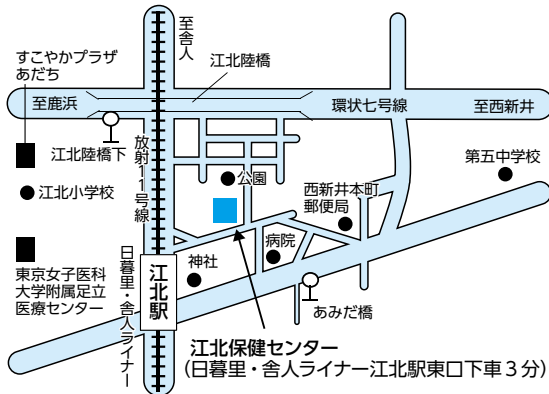 至舎人
すこやかプラザ
あだち
江北陸橋
至鹿浜
環状七号線
至西新井
江北陸橋下
放射11号線
公園
第五中学校
江北小学校
西新井本町
郵便局
病院
神社
東京女子医科
大学附属足立
医療センター
日暮里・舎人ライナー
江北駅
あみだ橋
江北保健センター
(日暮里・舎人ライナー江北駅東口下車3分)